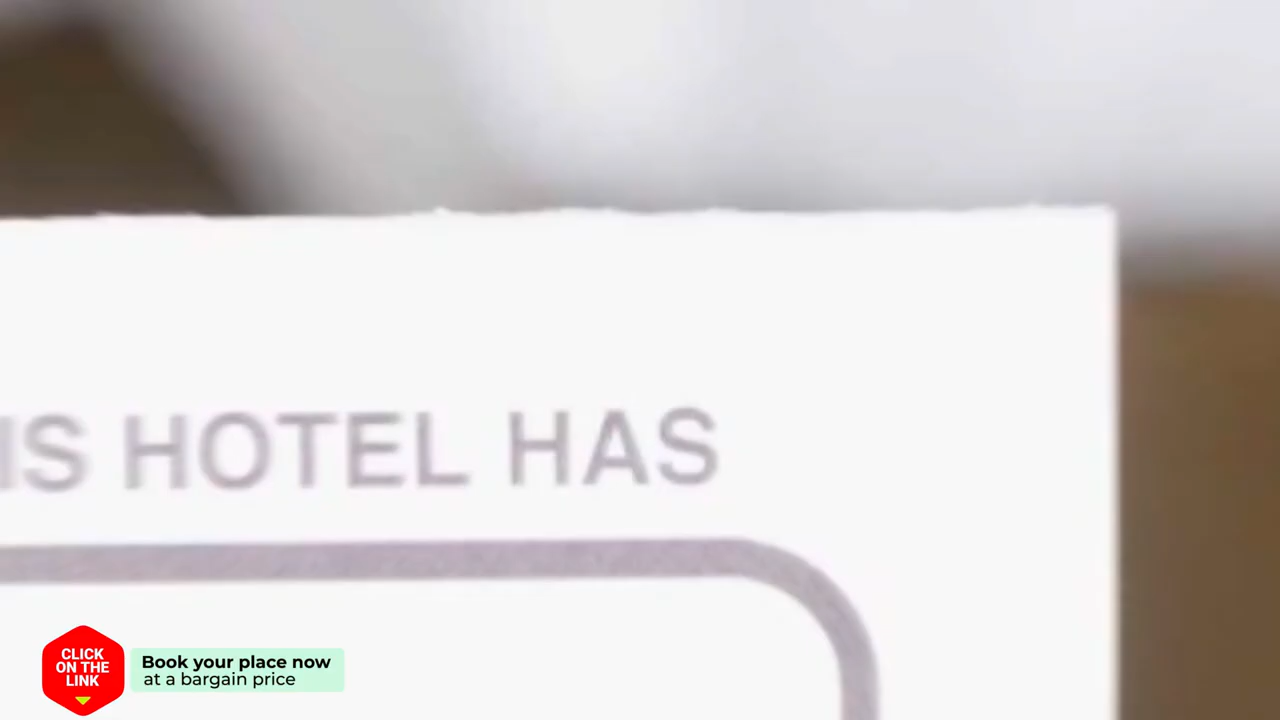 IS HOTEL HAS
CLICK
ON THE
LINK
Book your place now
at a bargain price